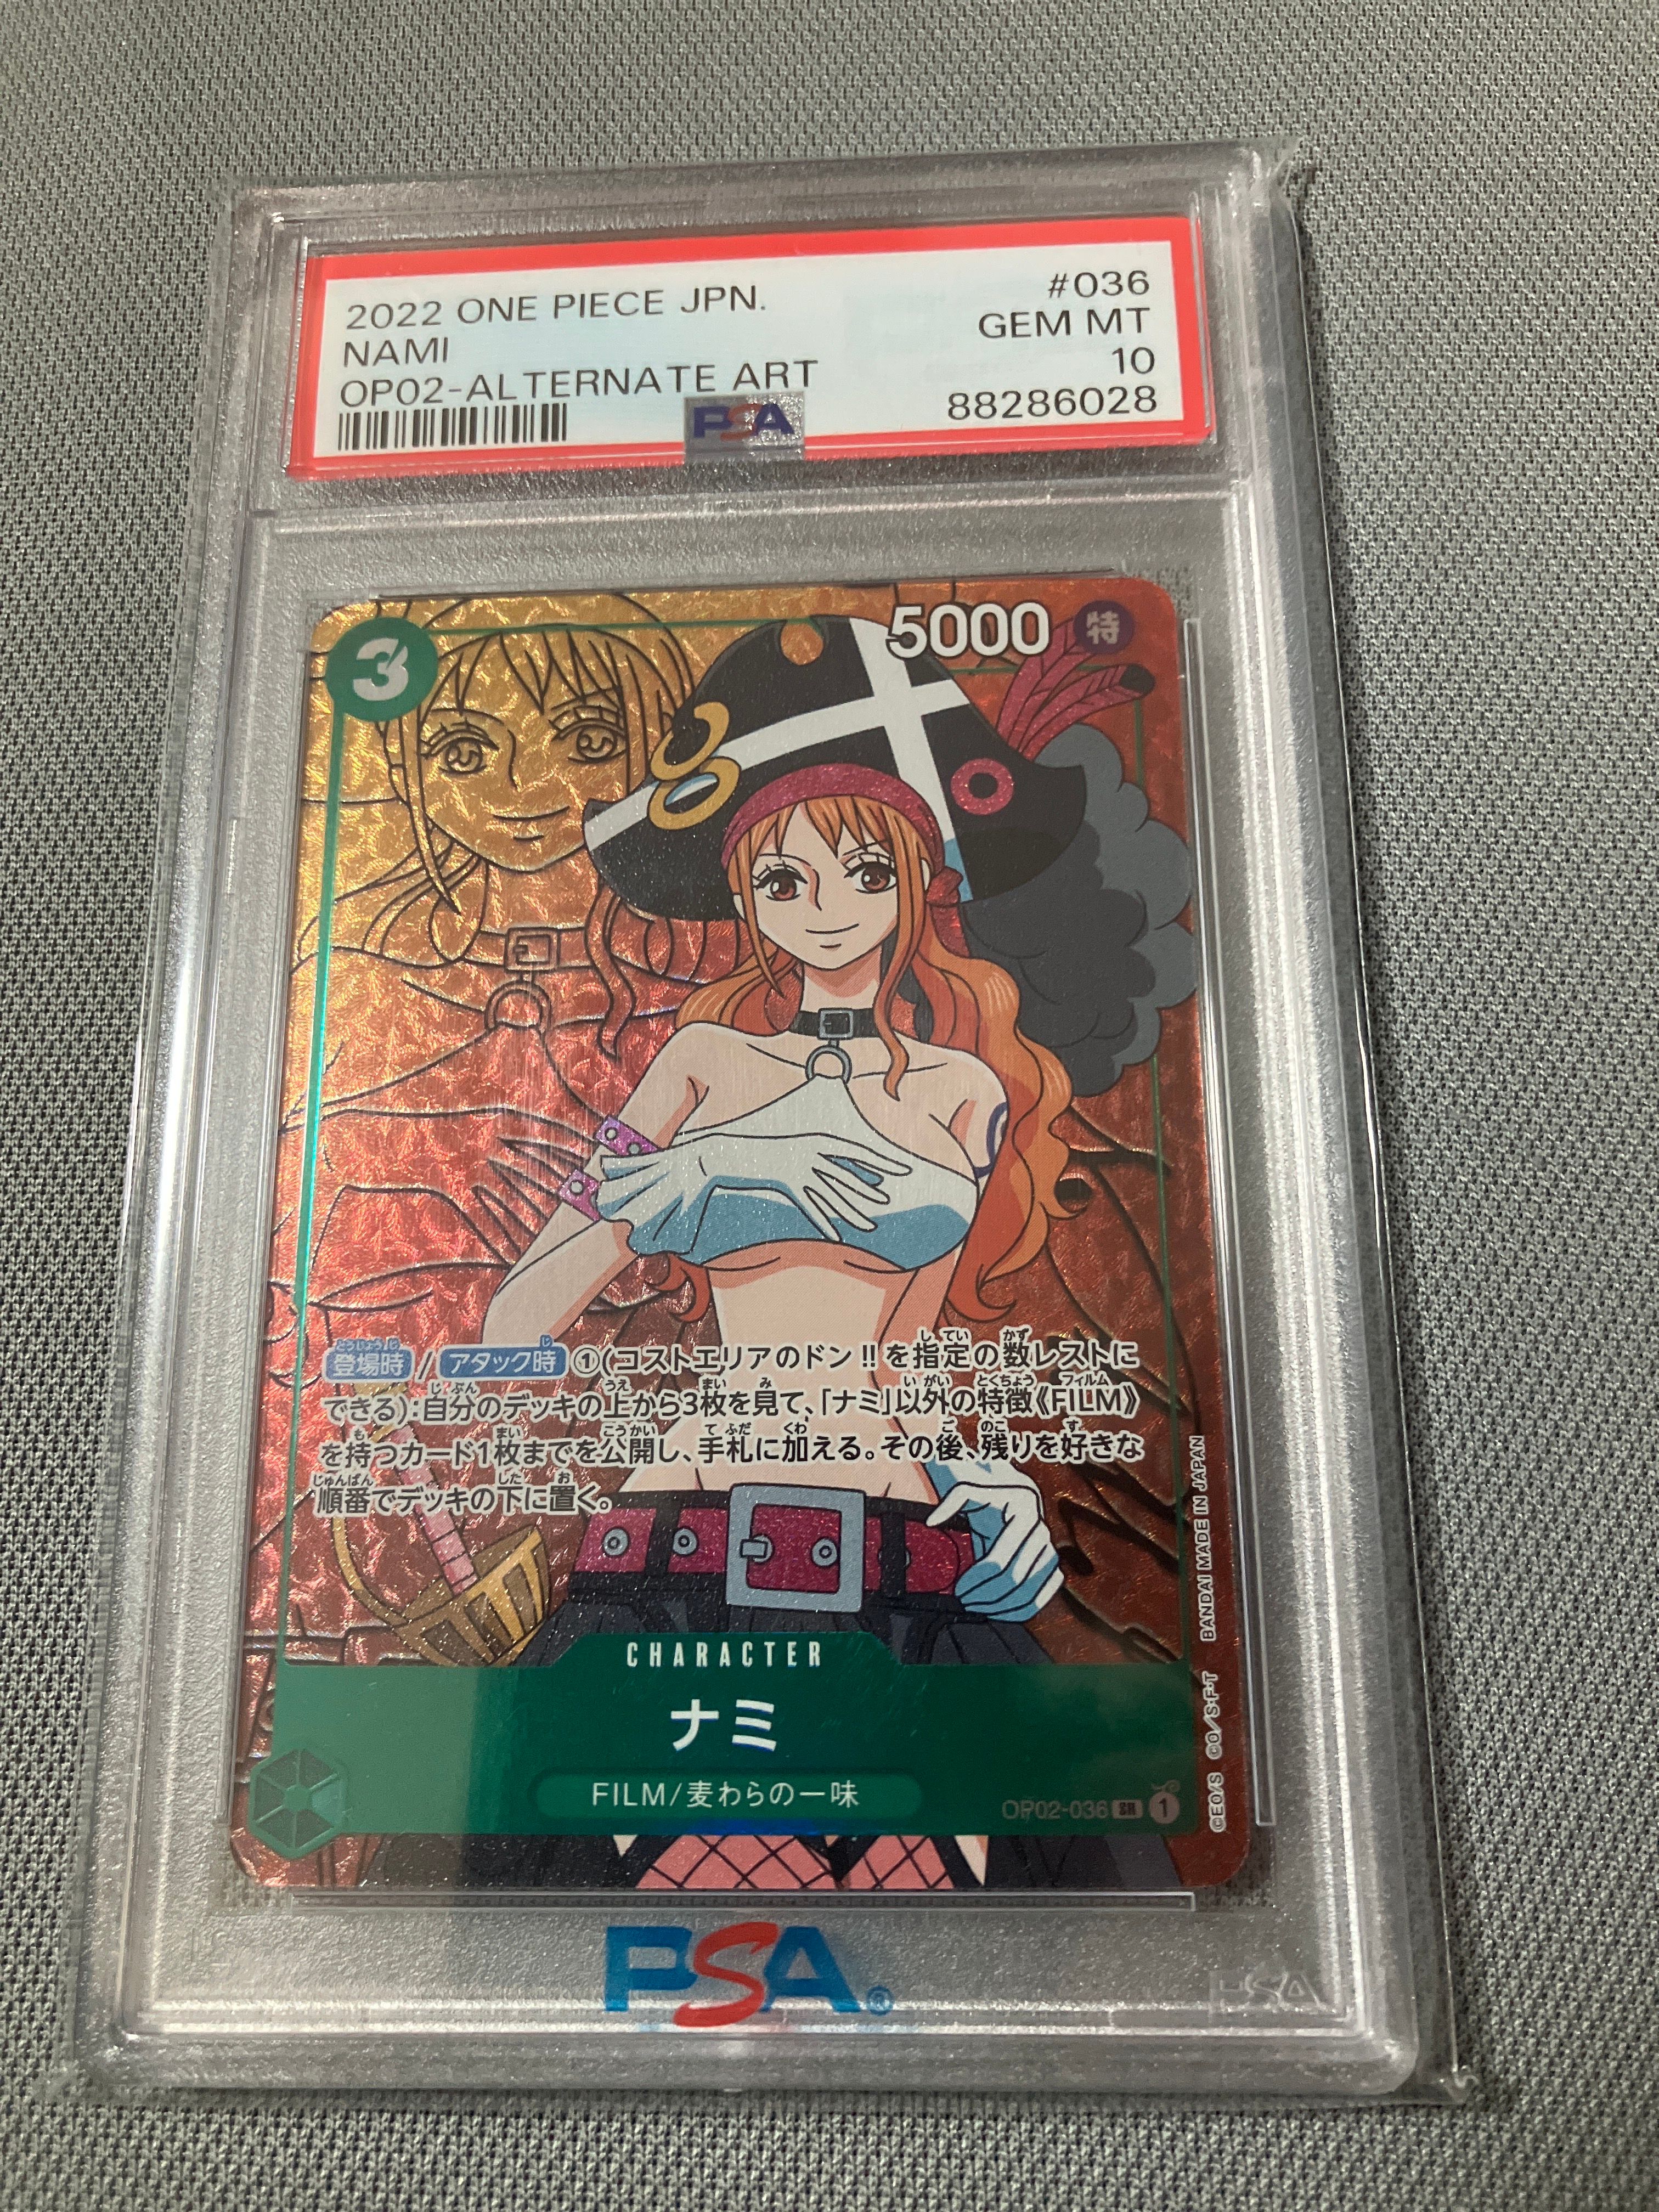 2022 ONE PIECE JPN. #036
NAMI GEM MT
OP02-ALTERNATE ART 10
88286028
PSA
3
5000 特
登場時 / アタック時 ①(コストエリアのドン!!を指定の数レストに
できる):自分のデッキの上から3枚を見て、「ナミ」以外の特徴《FILM》
を持つカード1枚までを公開し、手札に加える。その後、残りを好きな
順番でデッキの下に置く。
CHARACTER
ナミ
FILM/麦わらの一味
OP02-036 SR 1
©EO/S ©O/S・F・T BANDAI MADE IN JAPAN
PSA®
PSA